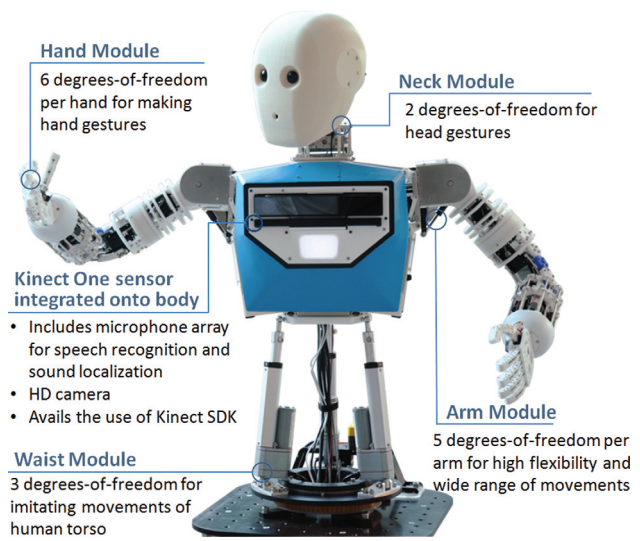 Hand Module
6 degrees-of-freedom
per hand for making
hand gestures
Neck Module
2 degrees-of-freedom for
head gestures
Kinect One sensor
integrated onto body
• Includes microphone array
for speech recognition and
sound localization
• HD camera
• Avails the use of Kinect SDK
Arm Module
5 degrees-of-freedom per
arm for high flexibility and
wide range of movements
Waist Module
3 degrees-of-freedom for
imitating movements of
human torso